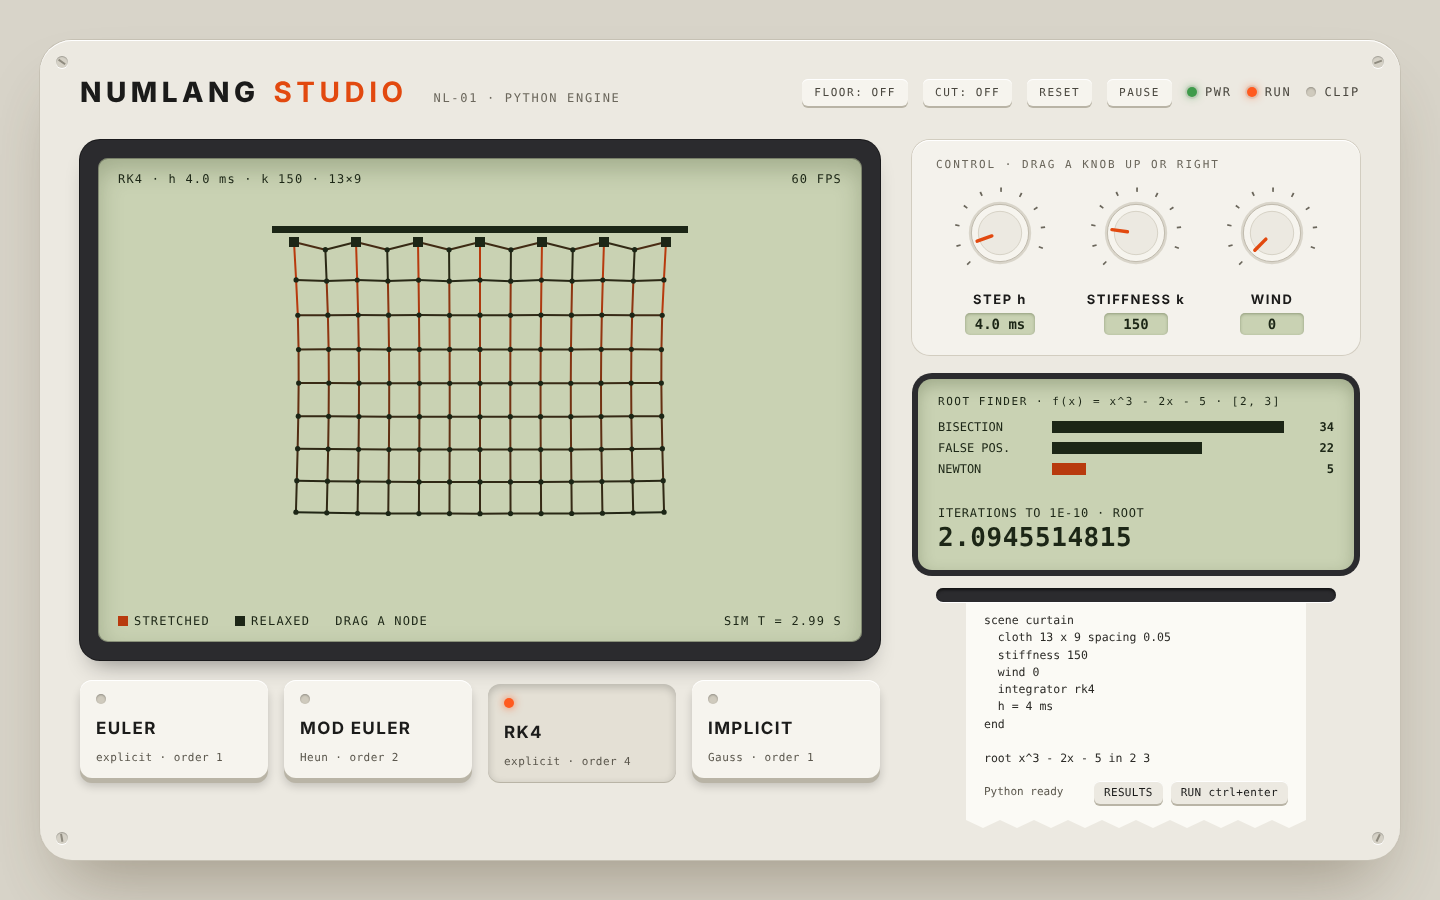 NUMLANG STUDIO NL-01 · PYTHON ENGINE
FLOOR: OFF CUT: OFF RESET PAUSE PWR RUN CLIP
RK4 · h 4.0 ms · k 150 · 13×9 60 FPS
STRETCHED RELAXED DRAG A NODE SIM T = 2.99 S
EULER
explicit · order 1
MOD EULER
Heun · order 2
RK4
explicit · order 4
IMPLICIT
Gauss · order 1
CONTROL · DRAG A KNOB UP OR RIGHT
STEP h STIFFNESS k WIND
4.0 ms 150 0
ROOT FINDER · f(x) = x^3 - 2x - 5 · [2, 3]
BISECTION 34
FALSE POS. 22
NEWTON 5
ITERATIONS TO 1E-10 · ROOT
2.0945514815
scene curtain
  cloth 13 x 9 spacing 0.05
  stiffness 150
  wind 0
  integrator rk4
  h = 4 ms
end
root x^3 - 2x - 5 in 2 3
Python ready RESULTS RUN ctrl+enter